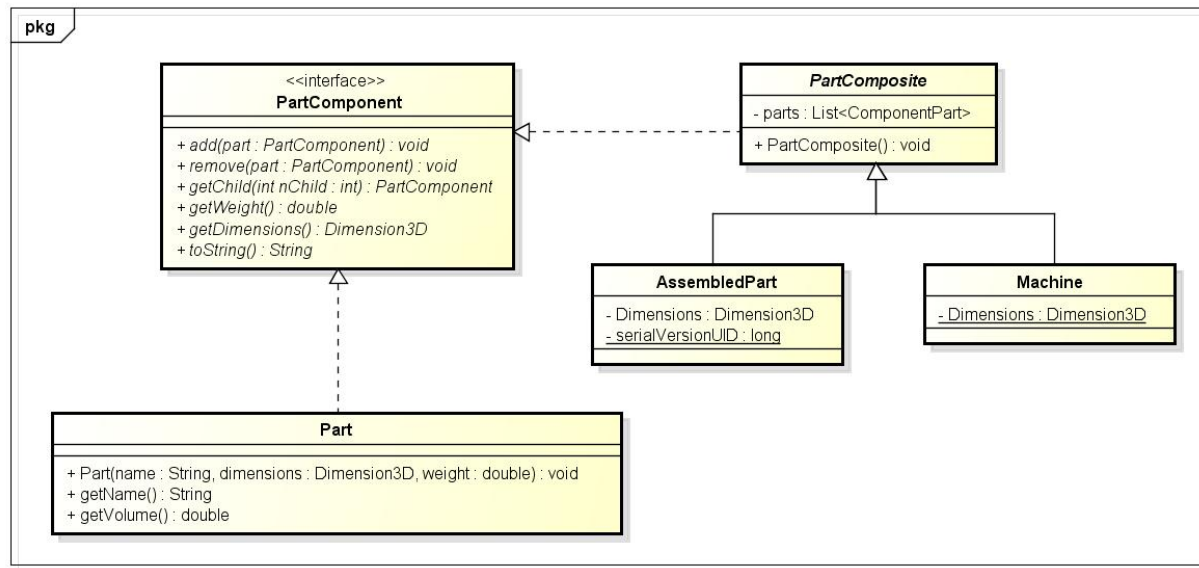 pkg
<<interface>>
PartComponent
+ add(part : PartComponent) : void
+ remove(part : PartComponent) : void
+ getChild(int nChild : int) : PartComponent
+ getWeight() : double
+ getDimensions() : Dimension3D
+ toString() : String
PartComposite
- parts : List<ComponentPart>
+ PartComposite() : void
AssembledPart
- Dimensions : Dimension3D
- serialVersionUID : long
Machine
- Dimensions : Dimension3D
Part
+ Part(name : String, dimensions : Dimension3D, weight : double) : void
+ getName() : String
+ getVolume() : double